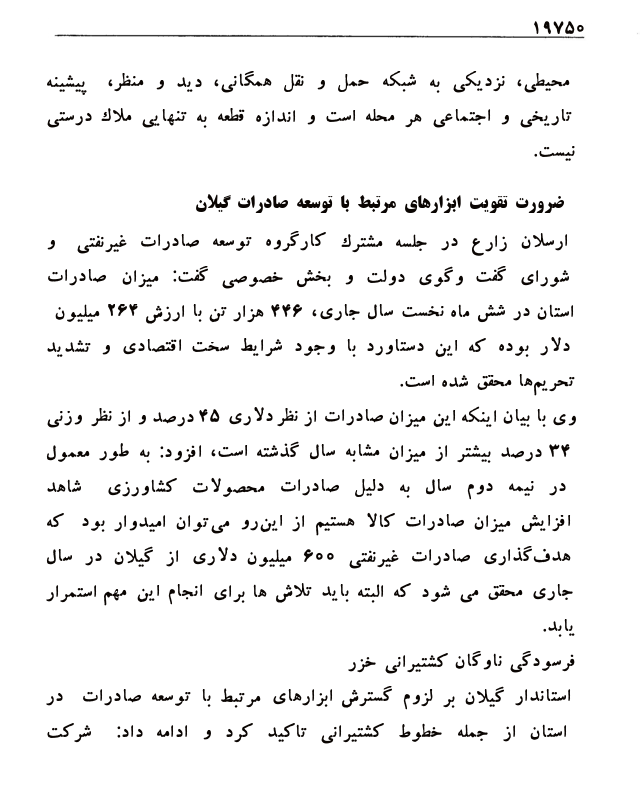 ۱۹۷۵۰
محیطی، نزدیکی به شبکه حمل و نقل همگانی، دید و منظر، پیشینه
تاریخی و اجتماعی هر محله است و اندازه قطعه به تنهایی ملاك درستی
نیست.
ضرورت تقویت ابزارهای مرتبط با توسعه صادرات گیلان
ارسلان زارع در جلسه مشترك کارگروه توسعه صادرات غیرنفتی و
شورای گفت وگوی دولت و بخش خصوصی گفت: میزان صادرات
استان در شش ماه نخست سال جاری، ۴۴۶ هزار تن با ارزش ۲۶۴ میلیون
دلار بوده که این دستاورد با وجود شرایط سخت اقتصادی و تشدید
تحریم‌ها محقق شده است.
وی با بیان اینکه این میزان صادرات از نظر دلاری ۴۵ درصد و از نظر وزنی
۳۴ درصد بیشتر از میزان مشابه سال گذشته است، افزود: به طور معمول
در نیمه دوم سال به دلیل صادرات محصولات کشاورزی شاهد
افزایش میزان صادرات کالا هستیم از این‌رو می‌توان امیدوار بود که
هدف‌گذاری صادرات غیرنفتی ۶۰۰ میلیون دلاری از گیلان در سال
جاری محقق می شود که البته باید تلاش ها برای انجام این مهم استمرار
یابد.
فرسودگی ناوگان کشتیرانی خزر
استاندار گیلان بر لزوم گسترش ابزارهای مرتبط با توسعه صادرات در
استان از جمله خطوط کشتیرانی تاکید کرد و ادامه داد: شرکت